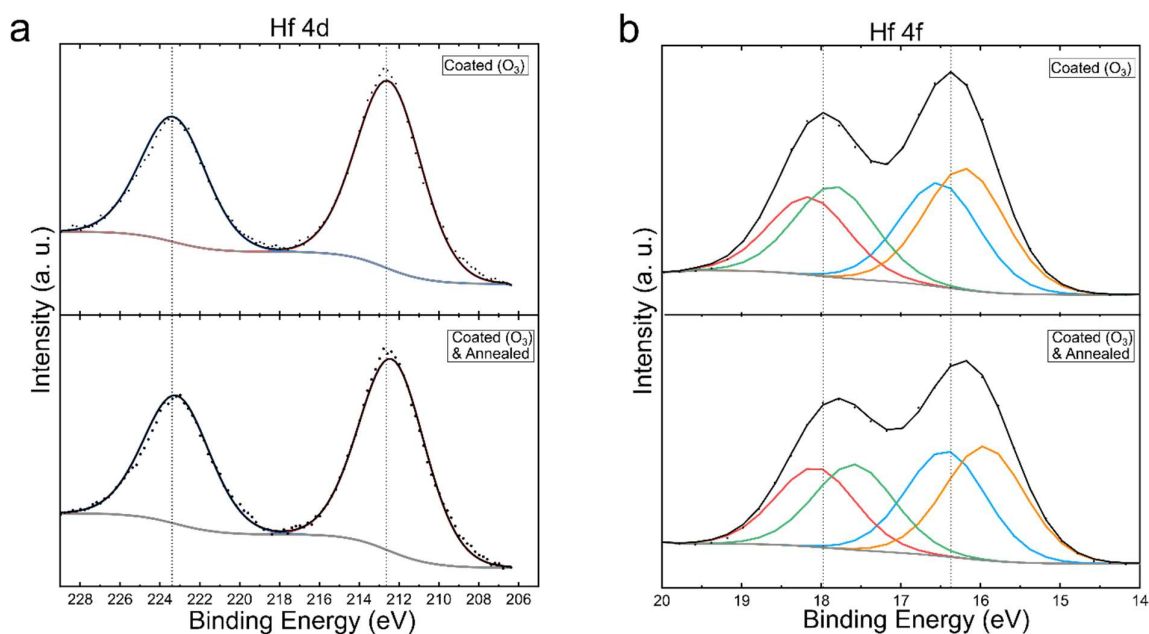 a
Hf 4d
Coated (O₃)
Coated (O₃)
& Annealed
Intensity (a. u.)
228 226 224 222 220 218 216 214 212 210 208 206
Binding Energy (eV)
b
Hf 4f
Coated (O₃)
Coated (O₃)
& Annealed
Intensity (a. u.)
20 19 18 17 16 15 14
Binding Energy (eV)